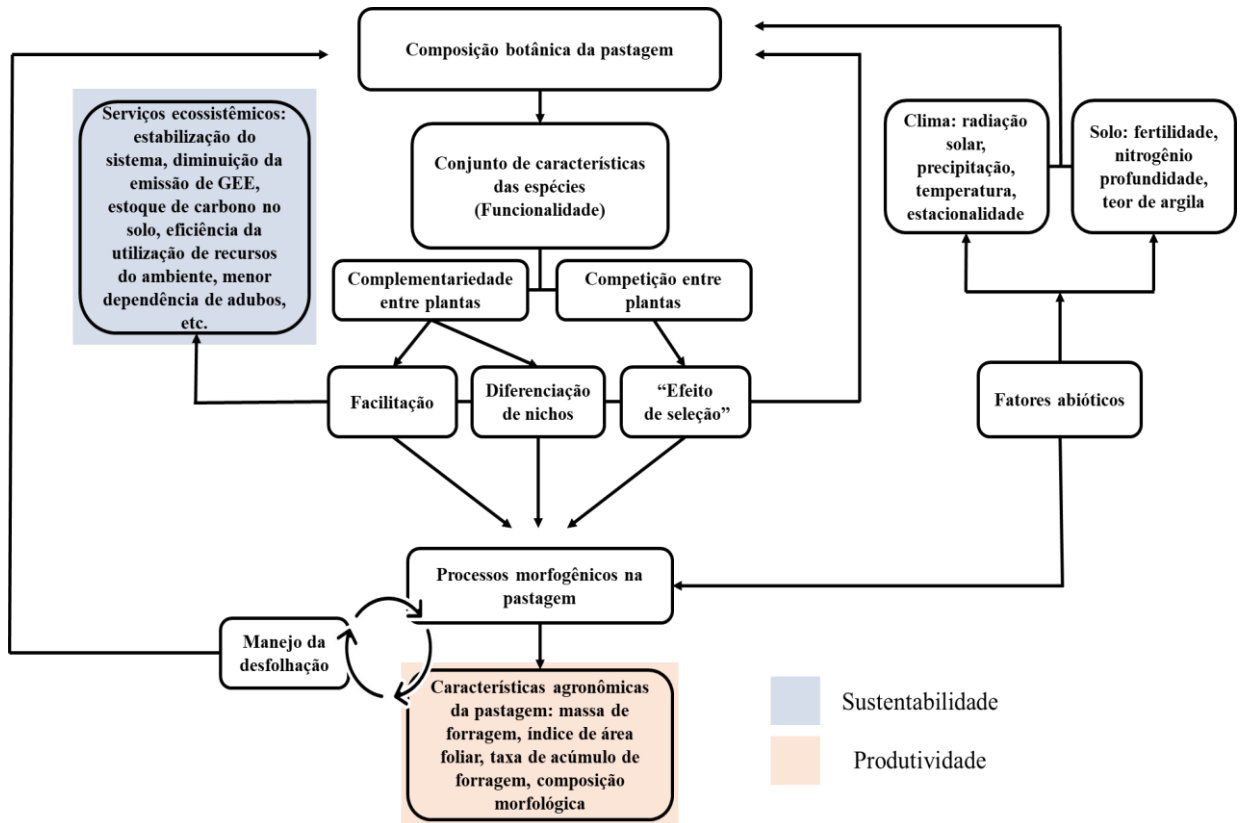 Composição botânica da pastagem
Serviços ecossistêmicos:
estabilização do
sistema, diminuição da
emissão de GEE,
estoque de carbono no
solo, eficiência da
utilização de recursos
do ambiente, menor
dependência de adubos,
etc.
Conjunto de características
das espécies
(Funcionalidade)
Clima: radiação
solar,
precipitação,
temperatura,
estacionalidade
Solo: fertilidade,
nitrogênio
profundidade,
teor de argila
Complementariedade
entre plantas
Competição entre
plantas
Facilitação
Diferenciação
de nichos
“Efeito
de seleção”
Fatores abióticos
Processos morfogênicos na
pastagem
Manejo da
desfolhação
Características agronômicas
da pastagem: massa de
forragem, índice de área
foliar, taxa de acúmulo de
forragem, composição
morfológica
Sustentabilidade
Produtividade